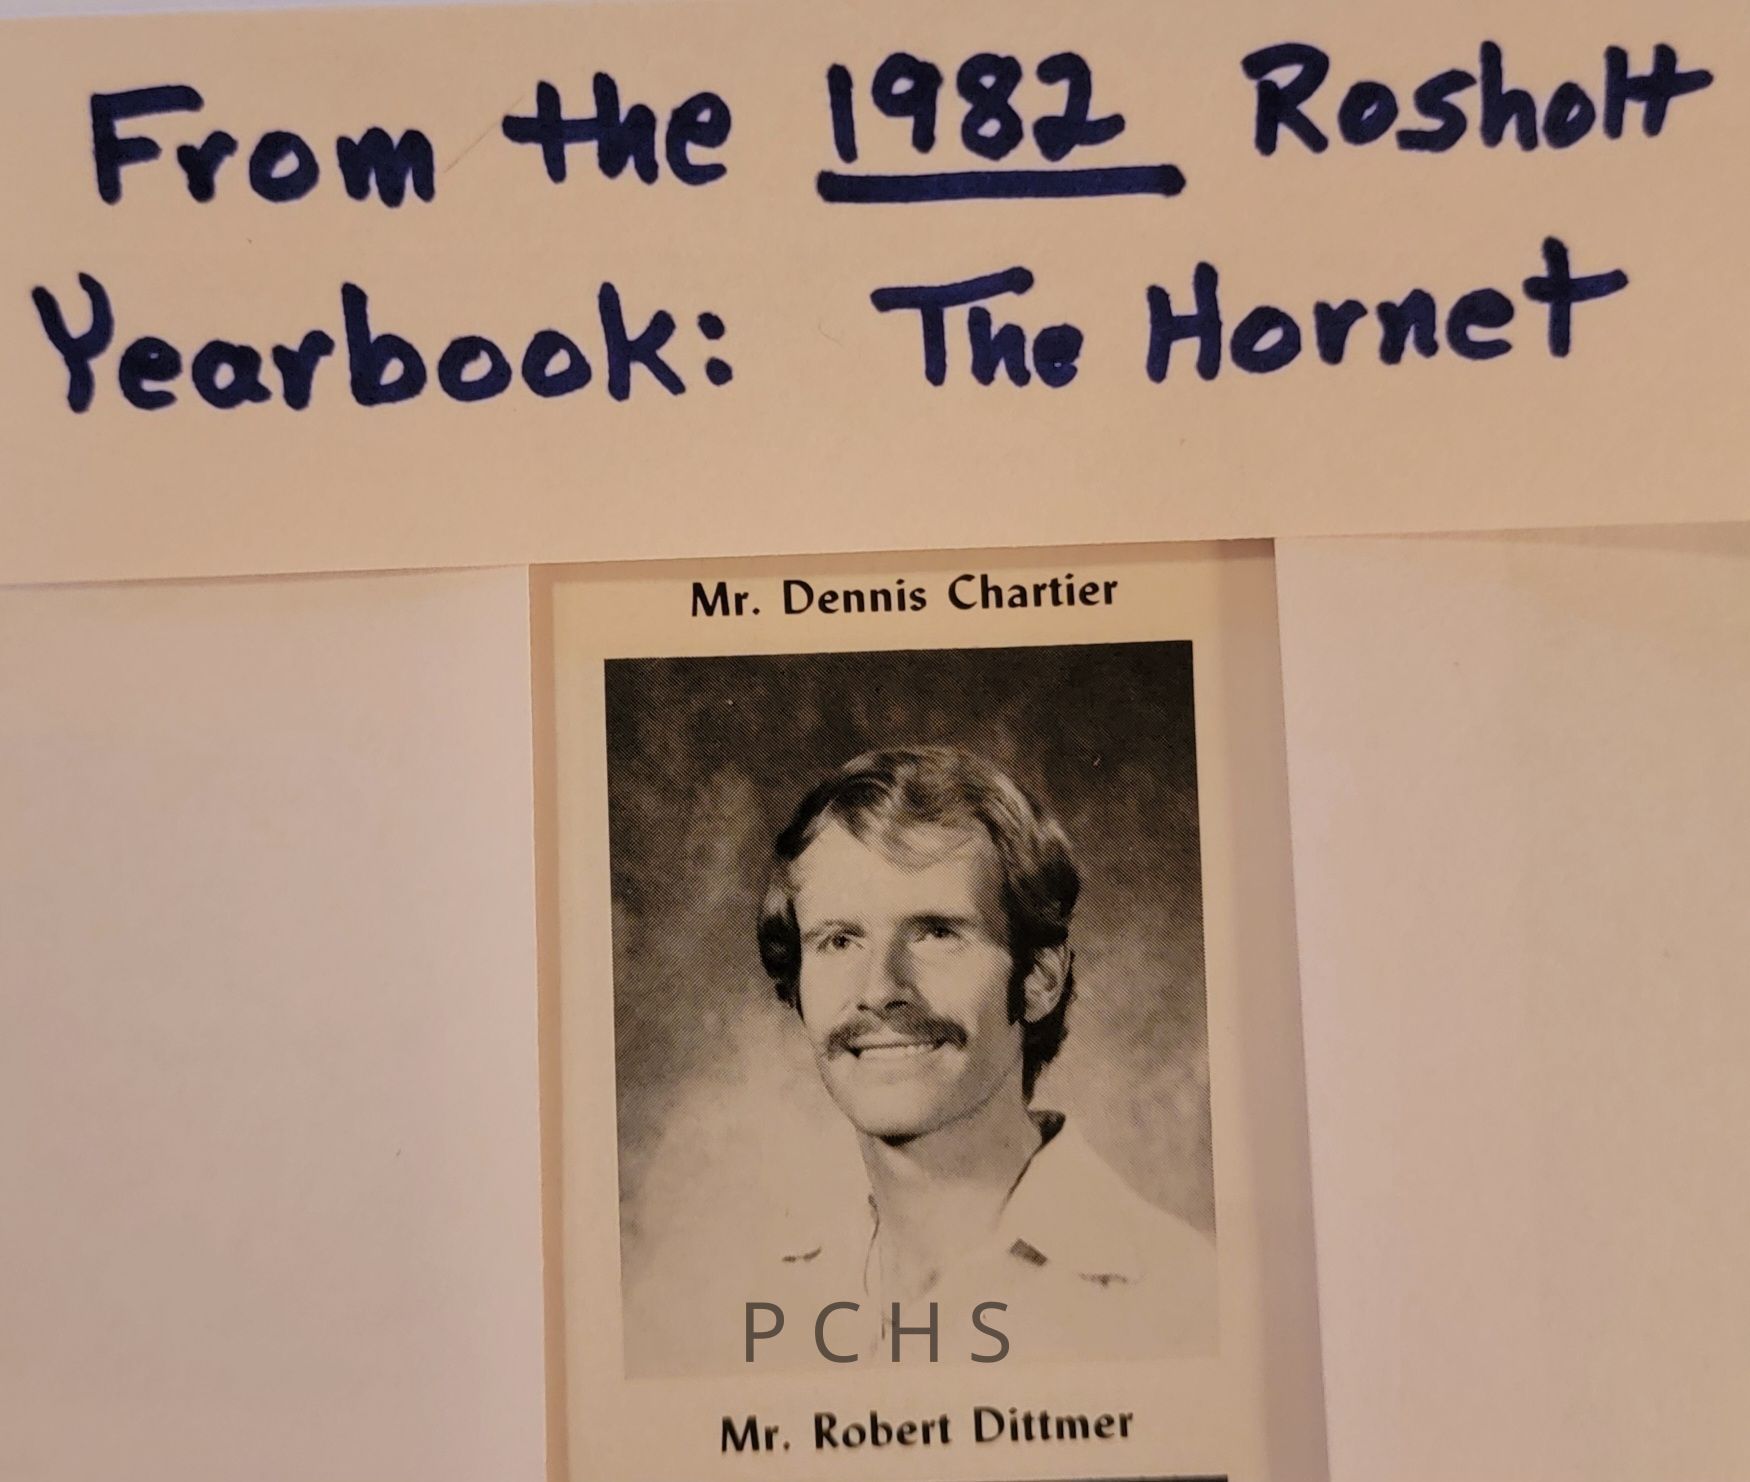 From the 1982 Rosholt
Yearbook: The Hornet
Mr. Dennis Chartier
PCHS
Mr. Robert Dittmer